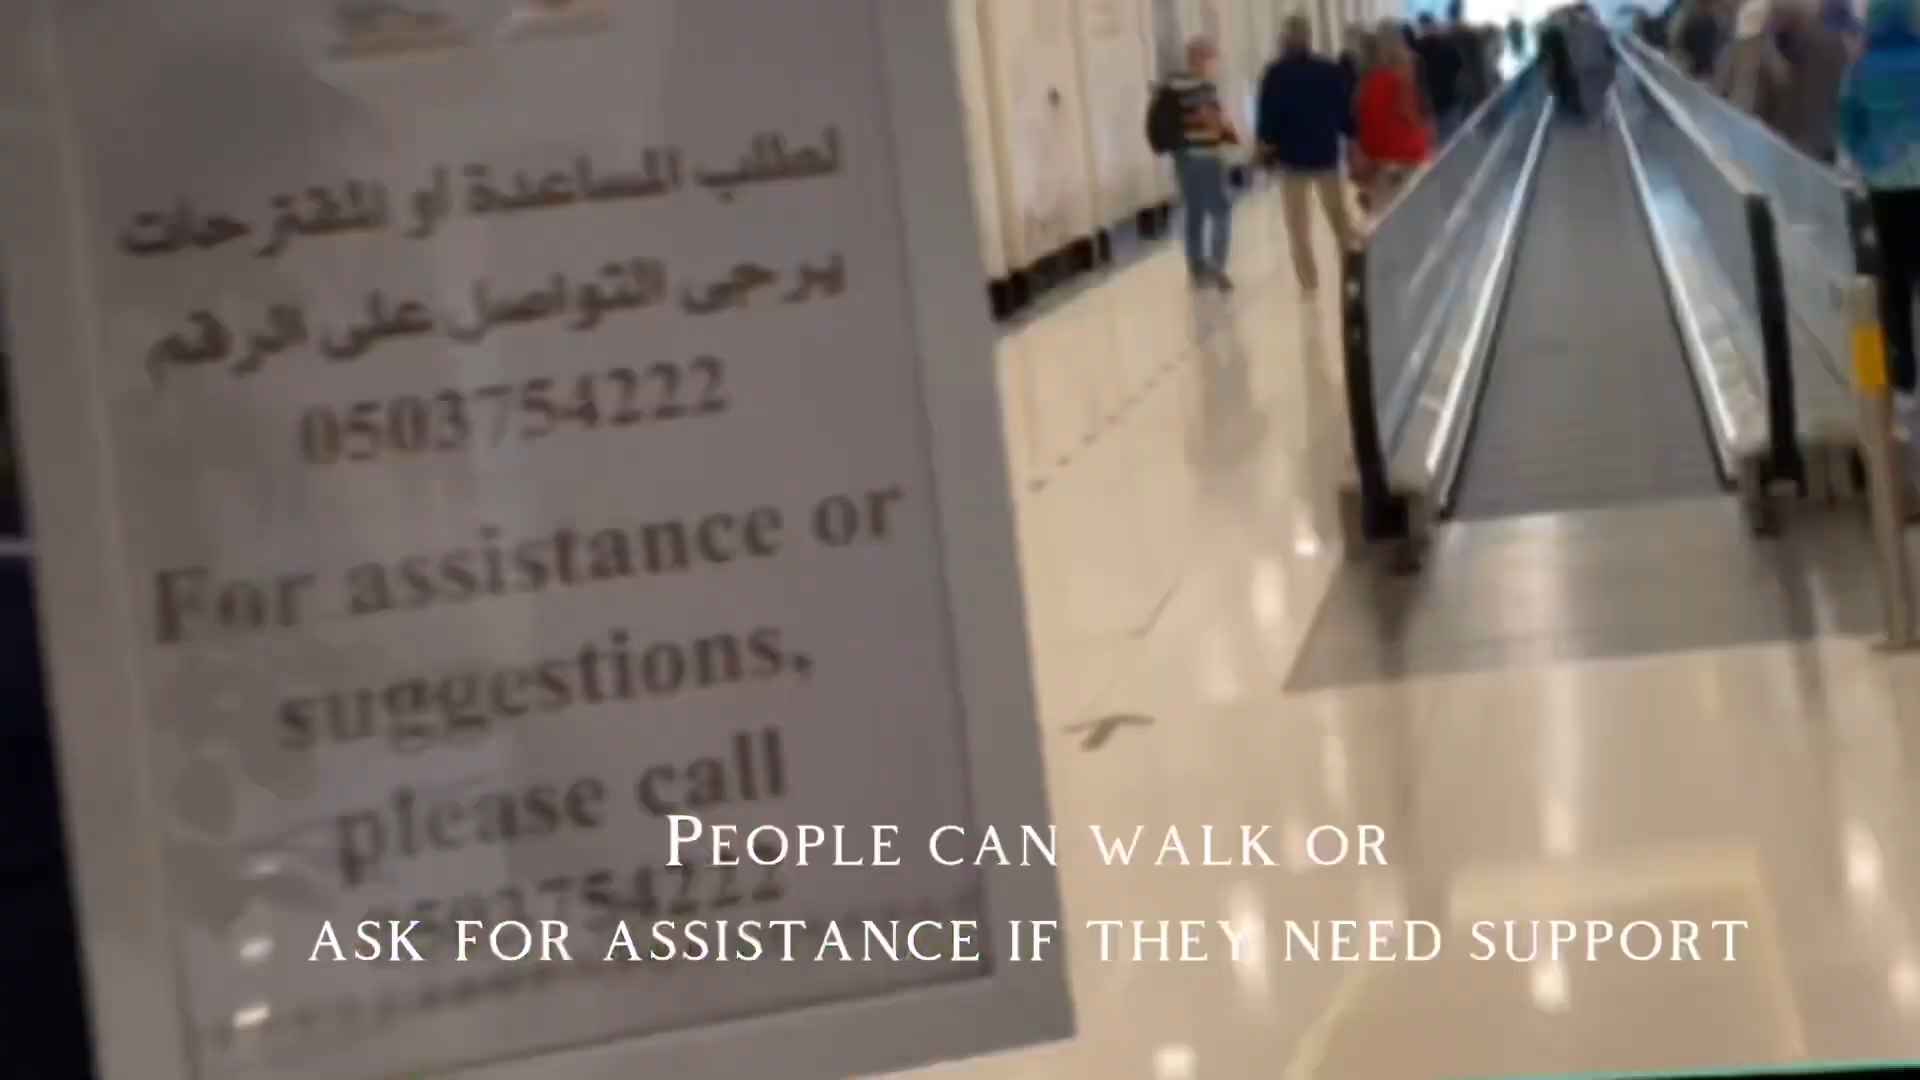 لطلب المساعدة او للمقترحات
يرجى التواصل على الرقم
0503754222
For assistance or
suggestions,
please call
0503754222
PEOPLE CAN WALK OR
ASK FOR ASSISTANCE IF THEY NEED SUPPORT